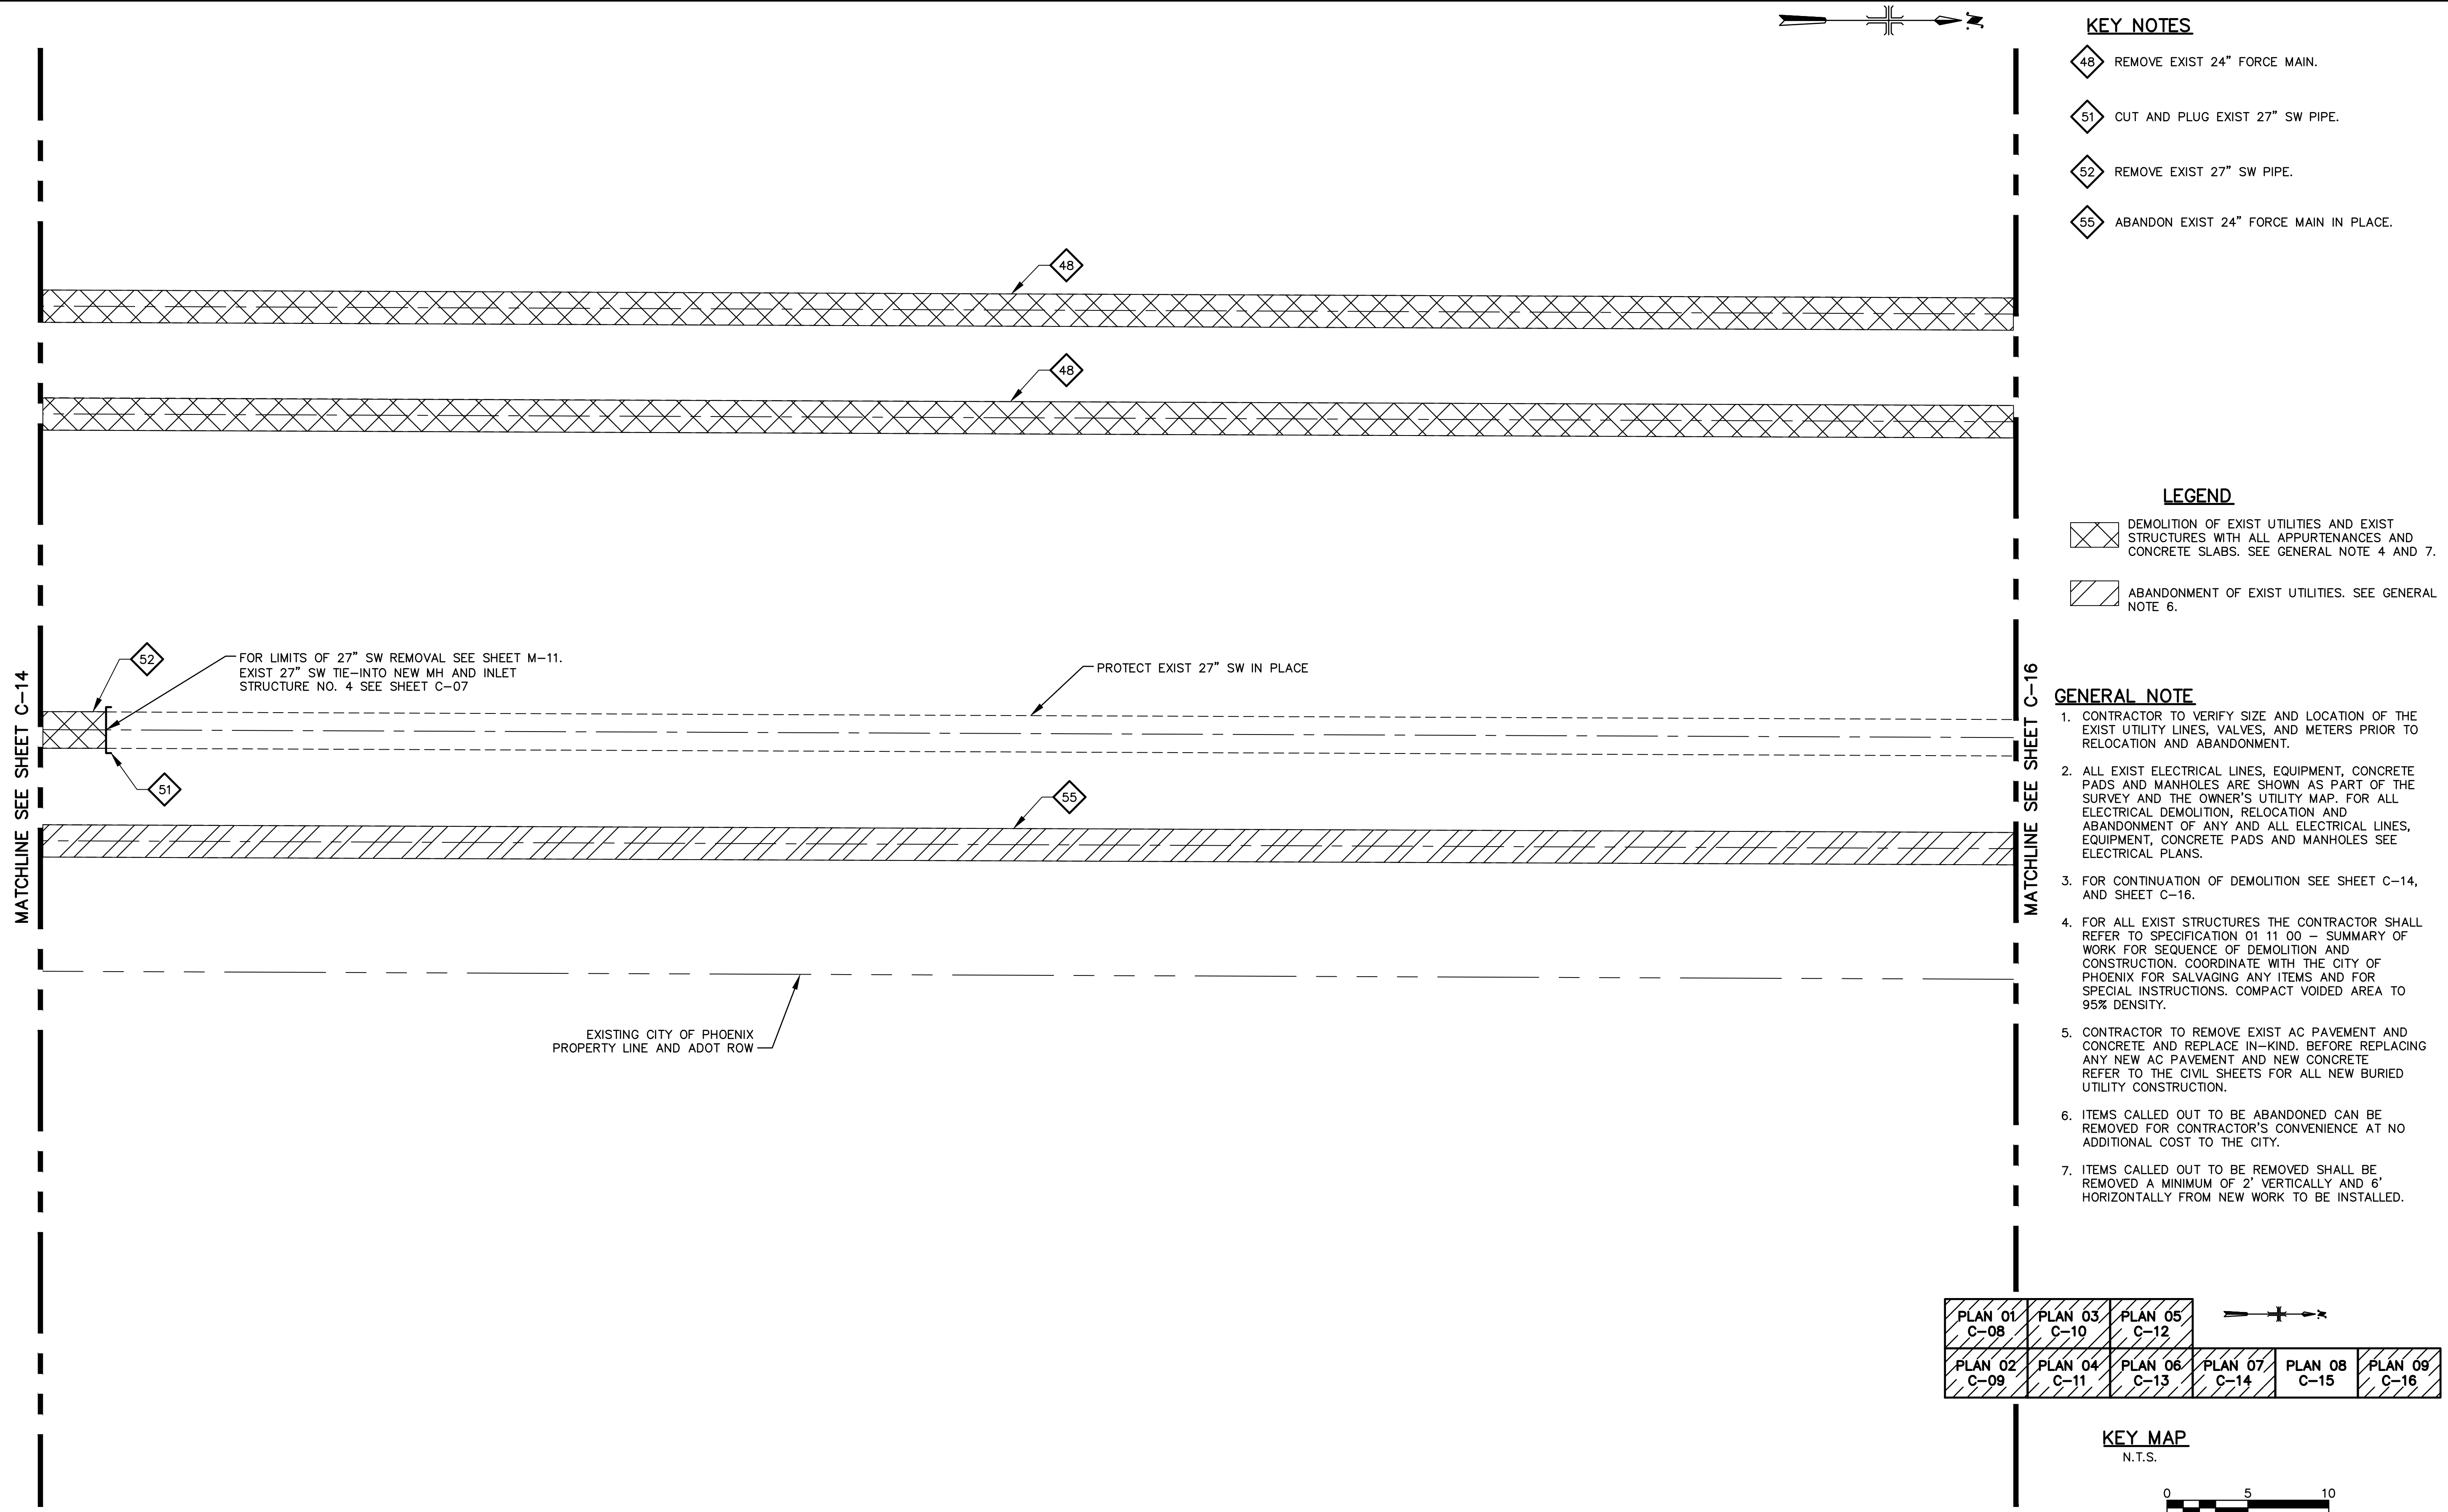 N
KEY NOTES
48 REMOVE EXIST 24" FORCE MAIN.
51 CUT AND PLUG EXIST 27" SW PIPE.
52 REMOVE EXIST 27" SW PIPE.
55 ABANDON EXIST 24" FORCE MAIN IN PLACE.
48
48
LEGEND
DEMOLITION OF EXIST UTILITIES AND EXIST
STRUCTURES WITH ALL APPURTENANCES AND
CONCRETE SLABS. SEE GENERAL NOTE 4 AND 7.
ABANDONMENT OF EXIST UTILITIES. SEE GENERAL
NOTE 6.
MATCHLINE SEE SHEET C-14
52
FOR LIMITS OF 27" SW REMOVAL SEE SHEET M-11.
EXIST 27" SW TIE-INTO NEW MH AND INLET
STRUCTURE NO. 4 SEE SHEET C-07
PROTECT EXIST 27" SW IN PLACE
51
55
EXISTING CITY OF PHOENIX
PROPERTY LINE AND ADOT ROW
MATCHLINE SEE SHEET C-16
GENERAL NOTE
1. CONTRACTOR TO VERIFY SIZE AND LOCATION OF THE
EXIST UTILITY LINES, VALVES, AND METERS PRIOR TO
RELOCATION AND ABANDONMENT.
2. ALL EXIST ELECTRICAL LINES, EQUIPMENT, CONCRETE
PADS AND MANHOLES ARE SHOWN AS PART OF THE
SURVEY AND THE OWNER'S UTILITY MAP. FOR ALL
ELECTRICAL DEMOLITION, RELOCATION AND
ABANDONMENT OF ANY AND ALL ELECTRICAL LINES,
EQUIPMENT, CONCRETE PADS AND MANHOLES SEE
ELECTRICAL PLANS.
3. FOR CONTINUATION OF DEMOLITION SEE SHEET C-14,
AND SHEET C-16.
4. FOR ALL EXIST STRUCTURES THE CONTRACTOR SHALL
REFER TO SPECIFICATION 01 11 00 - SUMMARY OF
WORK FOR SEQUENCE OF DEMOLITION AND
CONSTRUCTION. COORDINATE WITH THE CITY OF
PHOENIX FOR SALVAGING ANY ITEMS AND FOR
SPECIAL INSTRUCTIONS. COMPACT VOIDED AREA TO
95% DENSITY.
5. CONTRACTOR TO REMOVE EXIST AC PAVEMENT AND
CONCRETE AND REPLACE IN-KIND. BEFORE REPLACING
ANY NEW AC PAVEMENT AND NEW CONCRETE
REFER TO THE CIVIL SHEETS FOR ALL NEW BURIED
UTILITY CONSTRUCTION.
6. ITEMS CALLED OUT TO BE ABANDONED CAN BE
REMOVED FOR CONTRACTOR'S CONVENIENCE AT NO
ADDITIONAL COST TO THE CITY.
7. ITEMS CALLED OUT TO BE REMOVED SHALL BE
REMOVED A MINIMUM OF 2' VERTICALLY AND 6'
HORIZONTALLY FROM NEW WORK TO BE INSTALLED.
PLAN 01 PLAN 03 PLAN 05
C-08 C-10 C-12
N
PLAN 02 PLAN 04 PLAN 06 PLAN 07 PLAN 08 PLAN 09
C-09 C-11 C-13 C-14 C-15 C-16
KEY MAP
N.T.S.
0 5 10